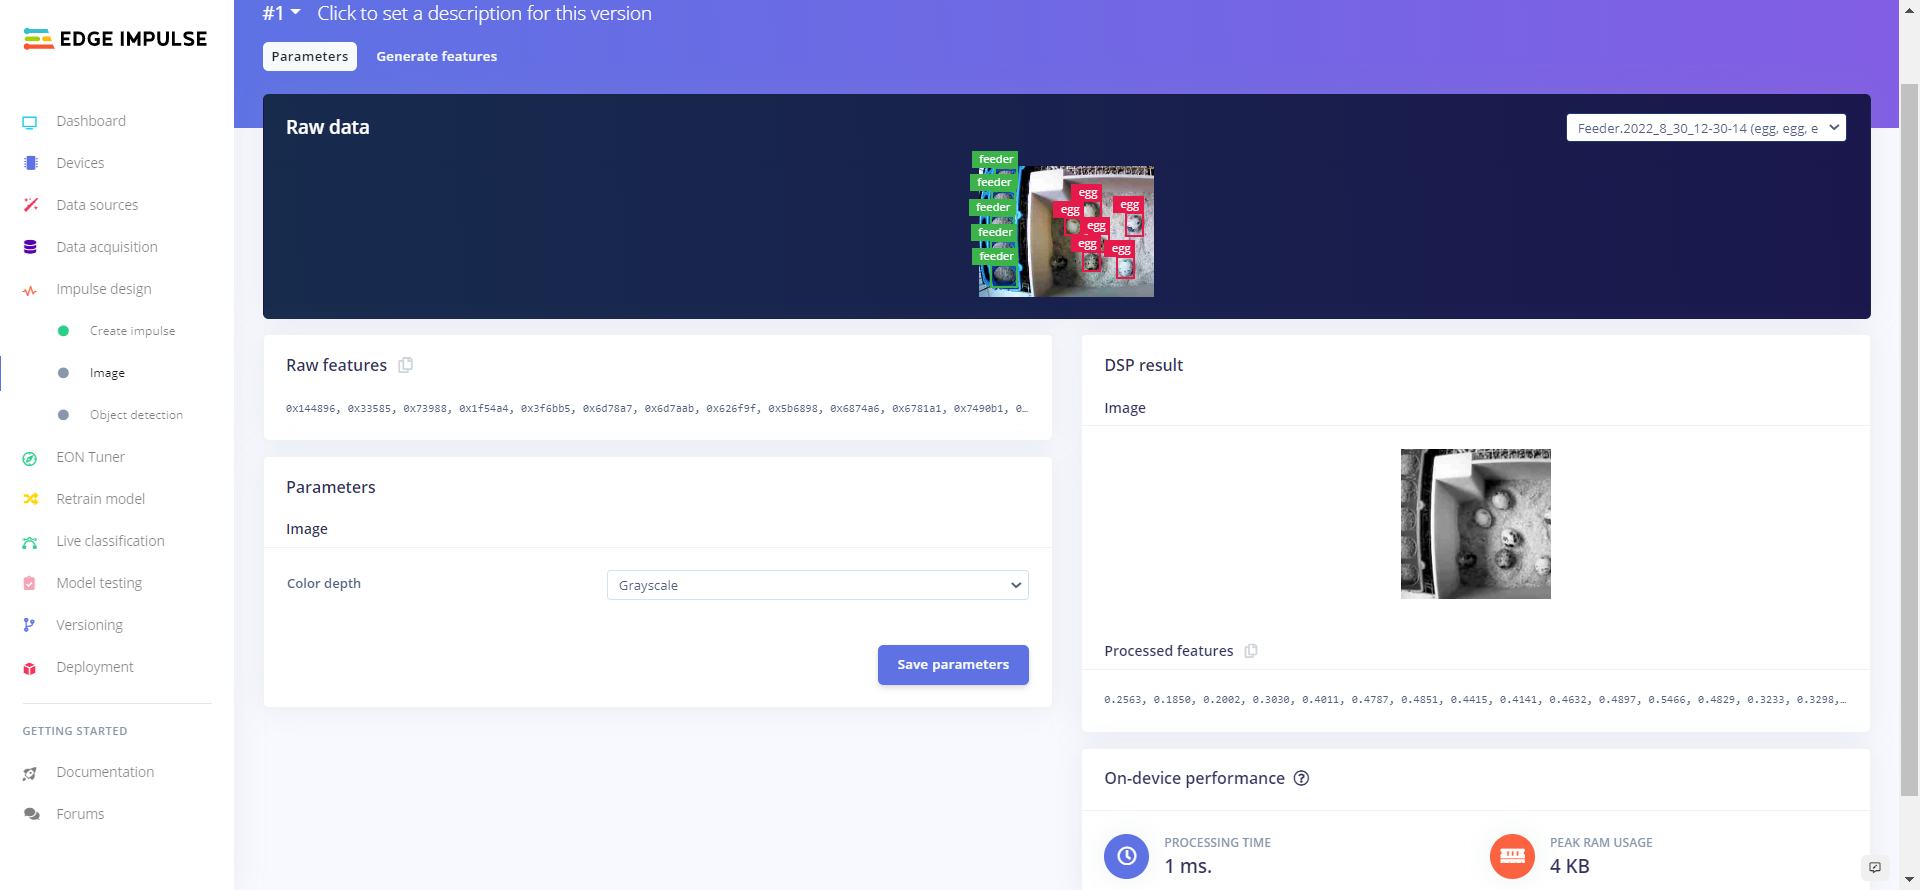 #1 Click to set a description for this version
EDGE IMPULSE
Parameters Generate features
Dashboard
Devices
Data sources
Data acquisition
Impulse design
Create impulse
Image
Object detection
EON Tuner
Retrain model
Live classification
Model testing
Versioning
Deployment
GETTING STARTED
Documentation
Forums
Raw data
Feeder.2022_8_30_12-30-14 (egg, egg, e
feeder
feeder
feeder
feeder
feeder
egg
egg
egg
egg
egg
egg
Raw features
0x144896, 0x33585, 0x73988, 0x1f54a4, 0x3f6bb5, 0x6d78a7, 0x6d7aab, 0x626f9f, 0x5b6898, 0x6874a6, 0x6781a1, 0x7490b1, 0…
Parameters
Image
Color depth
Grayscale
Save parameters
DSP result
Image
Processed features
0.2563, 0.1850, 0.2002, 0.3030, 0.4011, 0.4787, 0.4851, 0.4415, 0.4141, 0.4632, 0.4897, 0.5466, 0.4829, 0.3233, 0.3298,…
On-device performance
PROCESSING TIME
1 ms.
PEAK RAM USAGE
4 KB